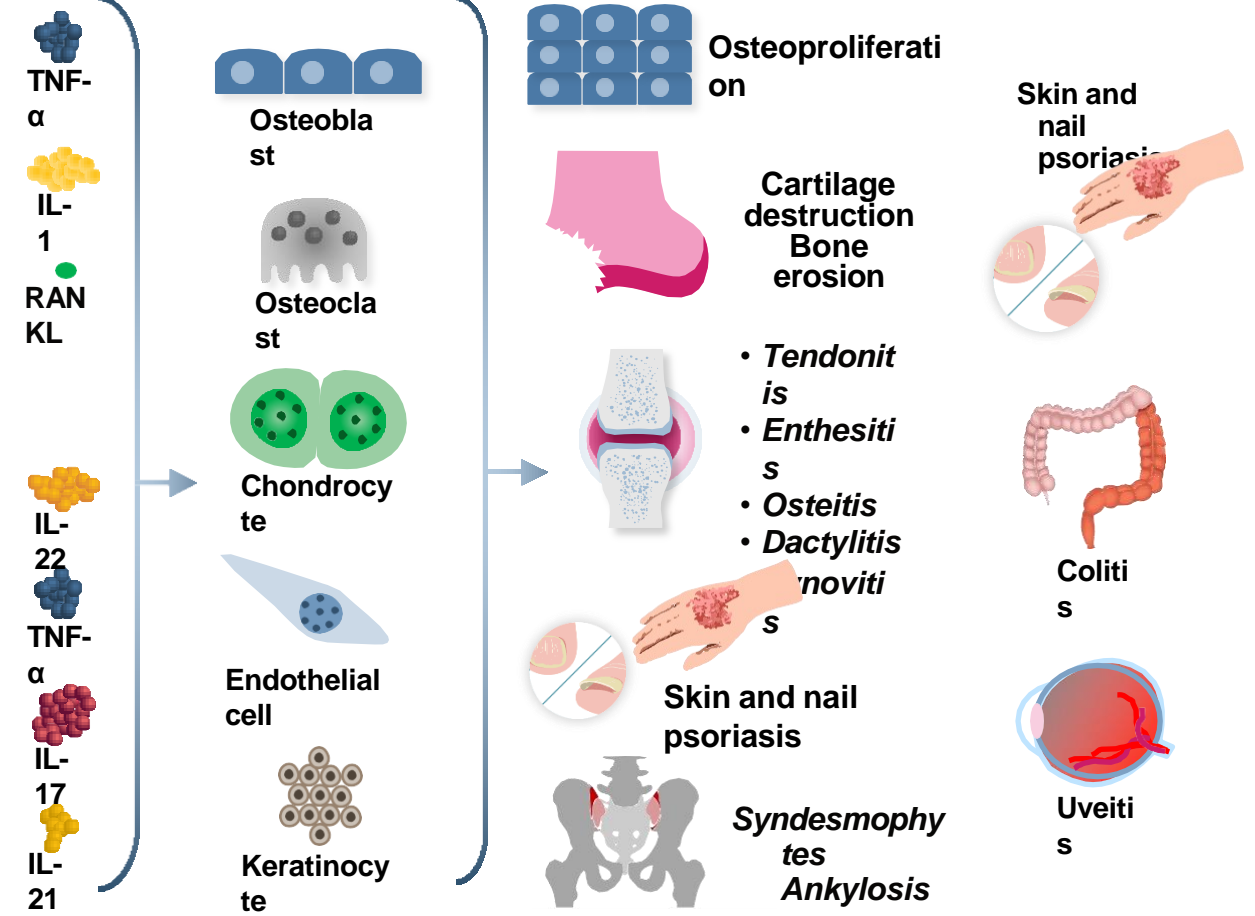 TNF-
α
IL-
1
RAN
KL
IL-
22
TNF-
α
IL-
17
IL-
21
Osteobla
st
Osteocla
st
Chondrocy
te
Endothelial
cell
Keratinocy
te
Osteoproliferati
on
Cartilage
destruction
Bone
erosion
• Tendonit
is
• Enthesiti
s
• Osteitis
• Dactylitis
noviti
s
Skin and nail
psoriasis
Syndesmophy
tes
Ankylosis
Skin and
nail
psoriasis
Coliti
s
Uveiti
s